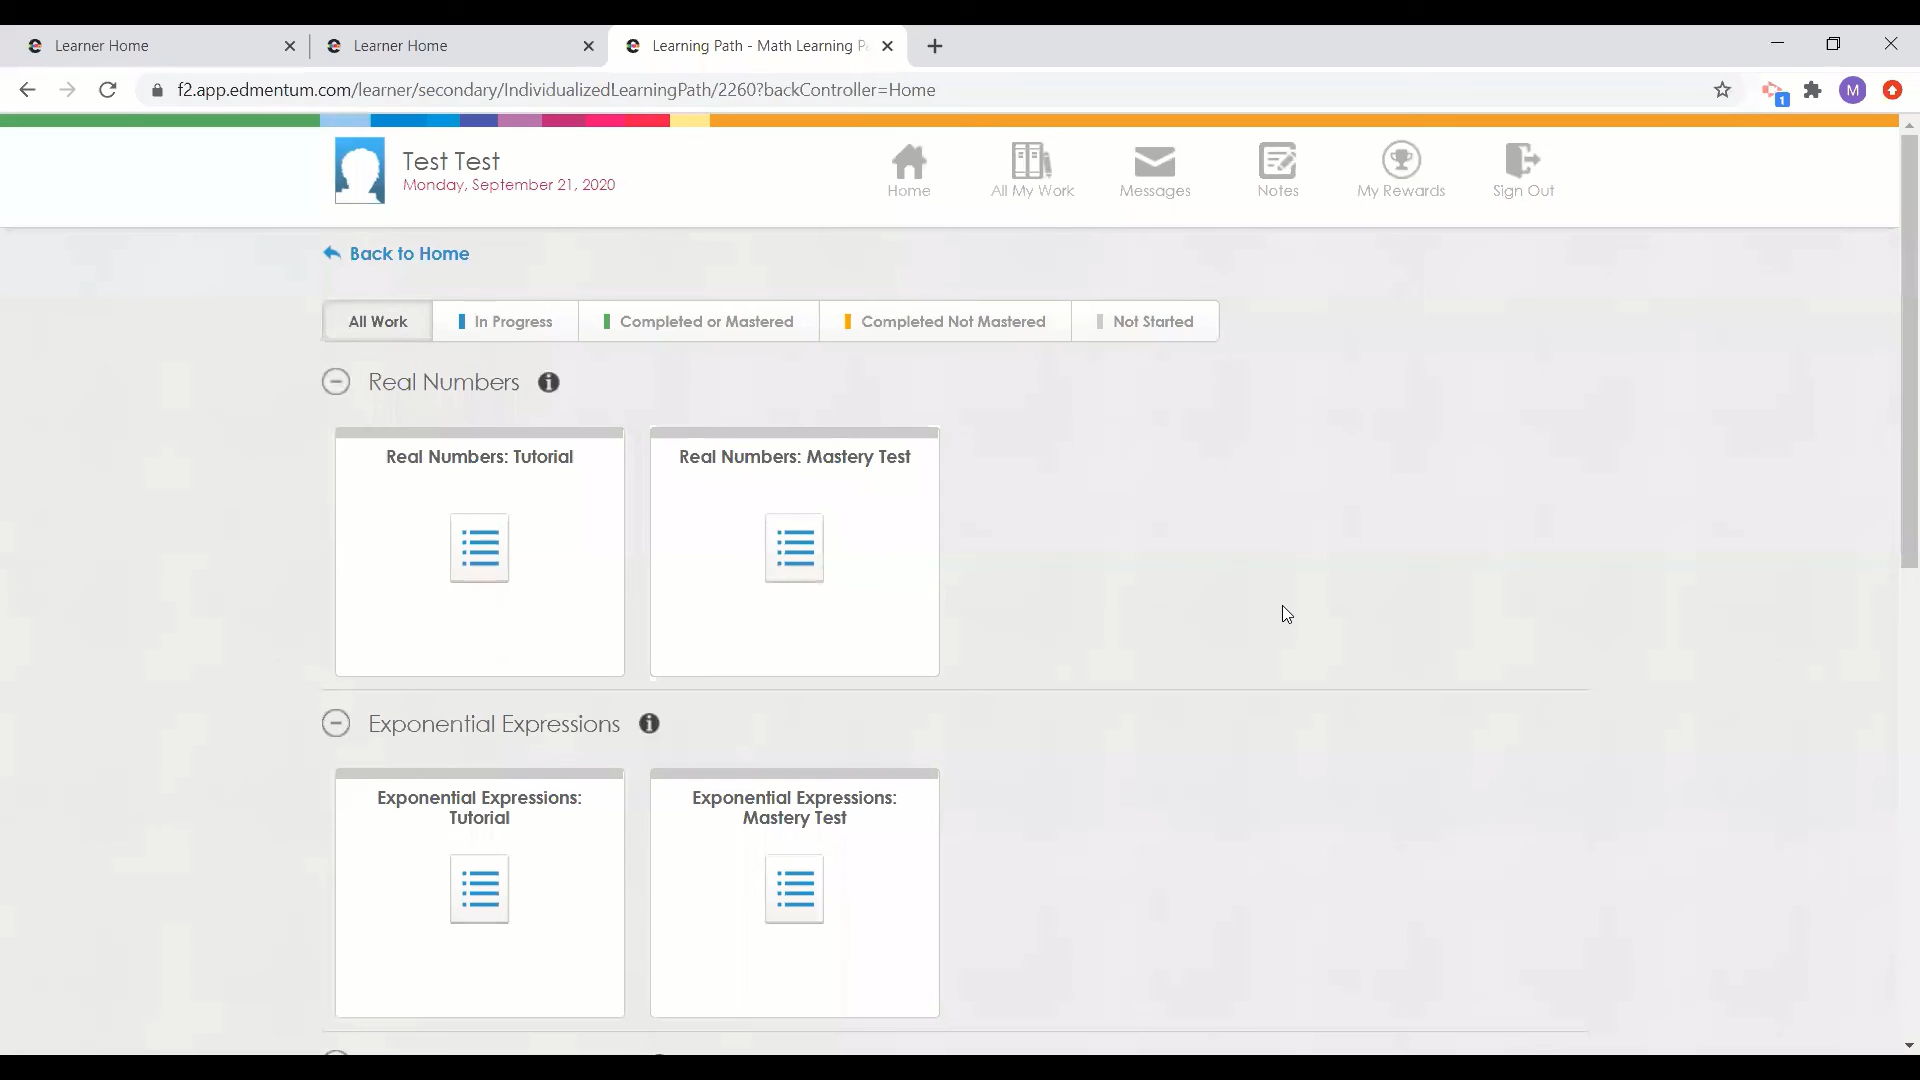 Learner Home
Learner Home
Learning Path - Math Learning P
f2.app.edmentum.com/learner/secondary/IndividualizedLearningPath/2260?backController=Home
1
M
Test Test
Monday, September 21, 2020
Home
All My Work
Messages
Notes
My Rewards
Sign Out
Back to Home
All Work
In Progress
Completed or Mastered
Completed Not Mastered
Not Started
Real Numbers
Real Numbers: Tutorial
Real Numbers: Mastery Test
Exponential Expressions
Exponential Expressions:
Tutorial
Exponential Expressions:
Mastery Test